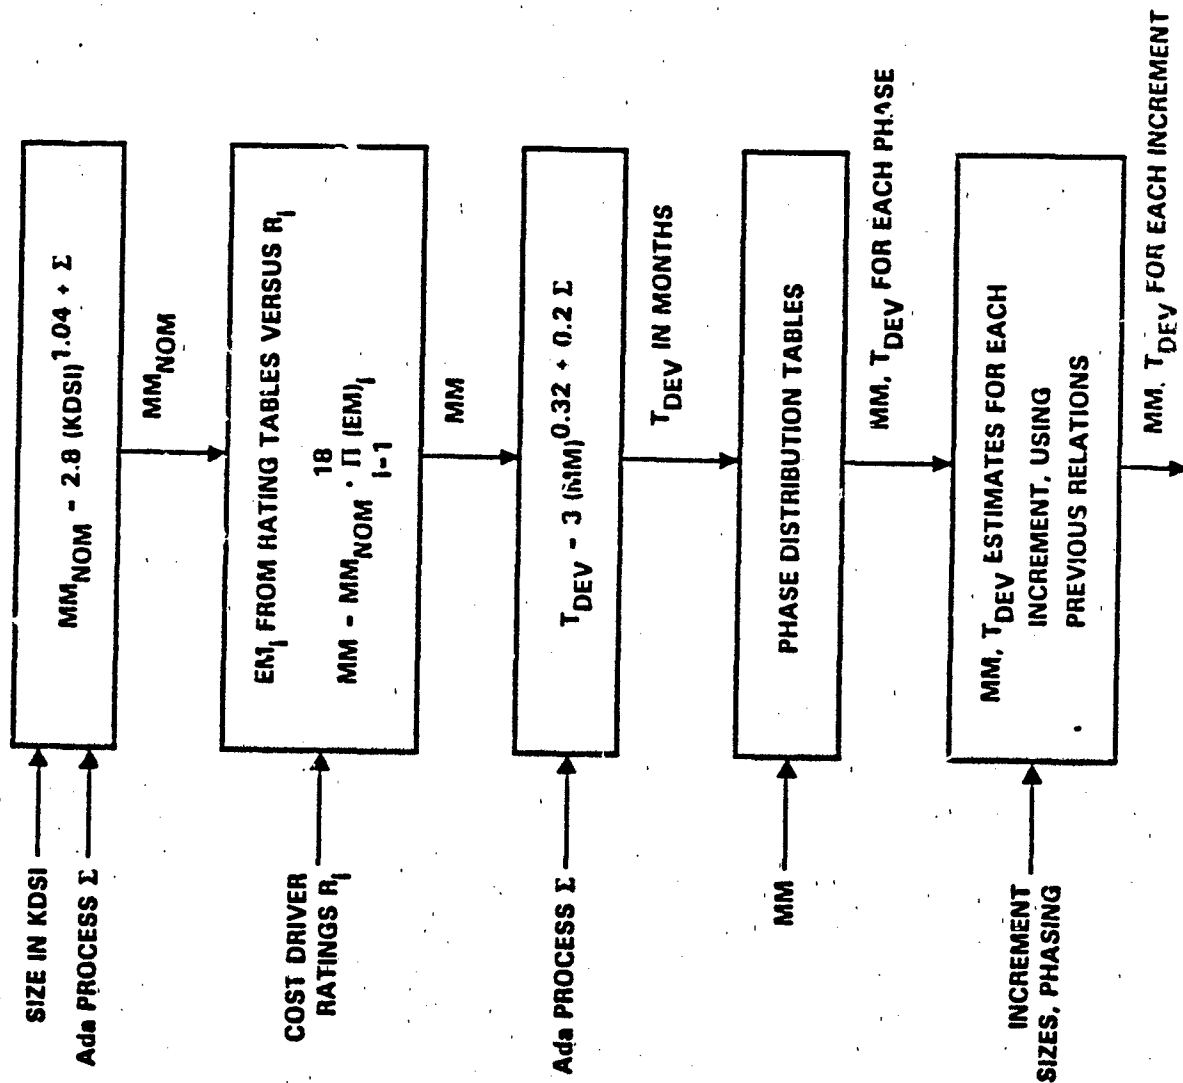 SIZE IN KDSI
Ada PROCESS Σ
MM_NOM - 2.8 (KDSI)^1.04 + Σ
MM_NOM
COST DRIVER
RATINGS R_i
EM_i FROM RATING TABLES VERSUS R_i
18
MM - MM_NOM · Π (EM)_i
i=1
MM
Ada PROCESS Σ
T_DEV - 3 (MM)^0.32 + 0.2 Σ
T_DEV IN MONTHS
MM
PHASE DISTRIBUTION TABLES
MM, T_DEV FOR EACH PHASE
INCREMENT
SIZES, PHASING
MM, T_DEV ESTIMATES FOR EACH
INCREMENT, USING
PREVIOUS RELATIONS
MM, T_DEV FOR EACH INCREMENT